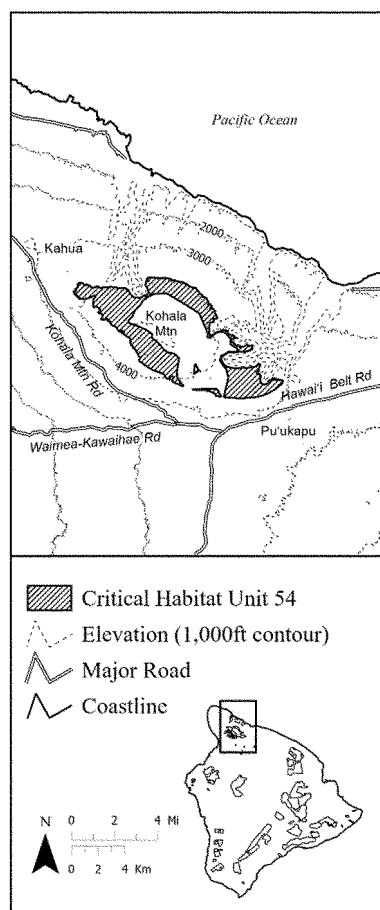 Pacific Ocean
2000
3000
Kahua
Kohala
Mtn
Kohala Mtn Rd
4000
Hawai'i Belt Rd
Pu'ukapu
Waimea-Kawaihae Rd
Critical Habitat Unit 54
Elevation (1,000ft contour)
Major Road
Coastline
N
0 2 4 Mi
0 2 4 Km